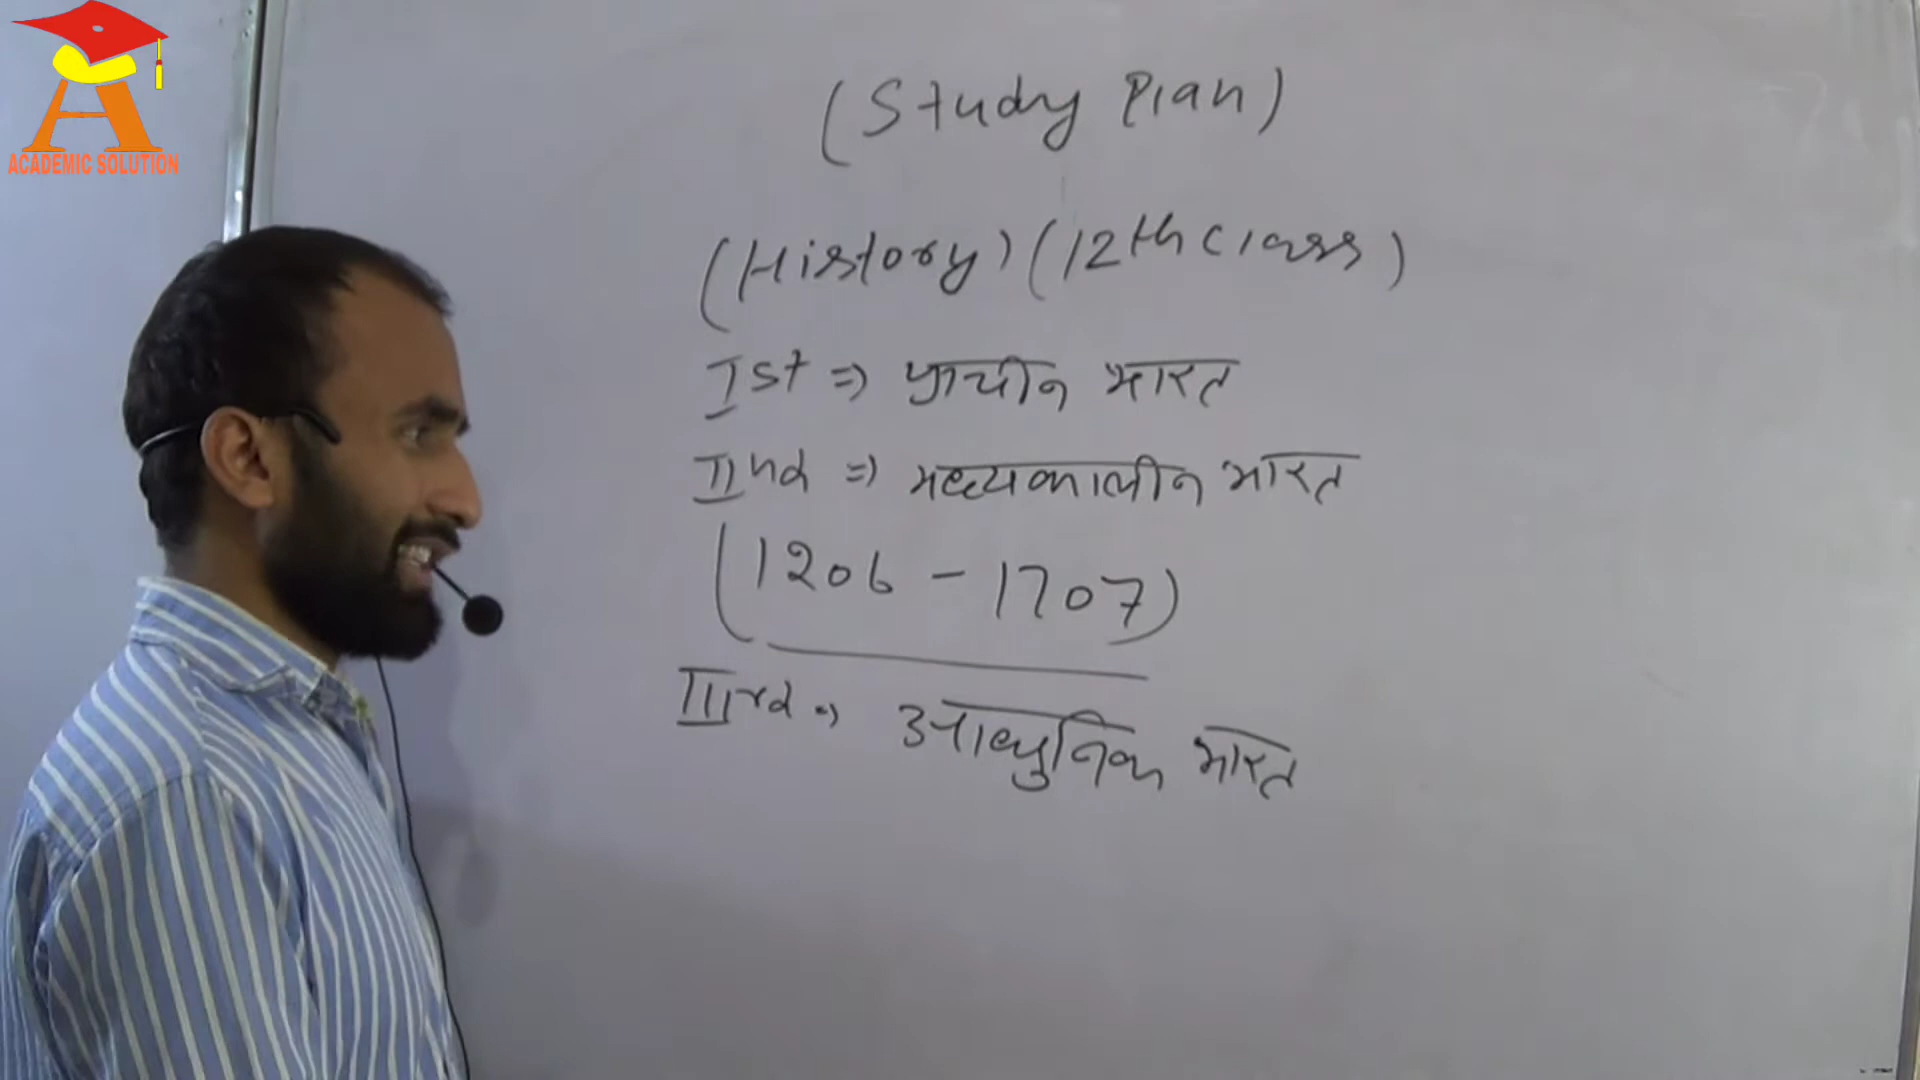 ACADEMIC SOLUTION
(Study Plan)
(History) (12th class)
Ist => प्राचीन भारत
IInd => मध्यकालीन भारत
(1206 - 1707)
IIIrd => आधुनिक भारत